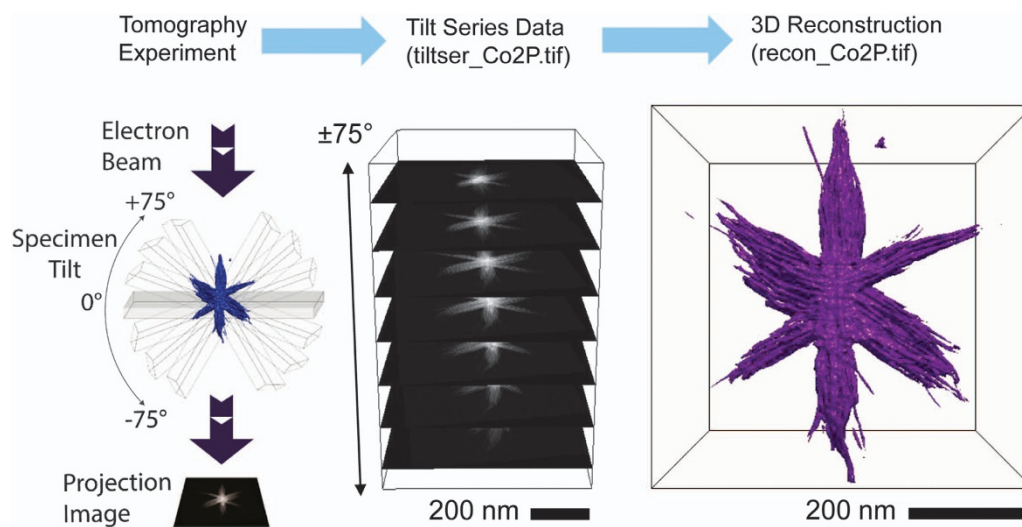 Tomography
Experiment
Tilt Series Data
(tiltser_Co2P.tif)
3D Reconstruction
(recon_Co2P.tif)
Electron
Beam
+75°
Specimen
Tilt
0°
-75°
Projection
Image
±75°
200 nm
200 nm